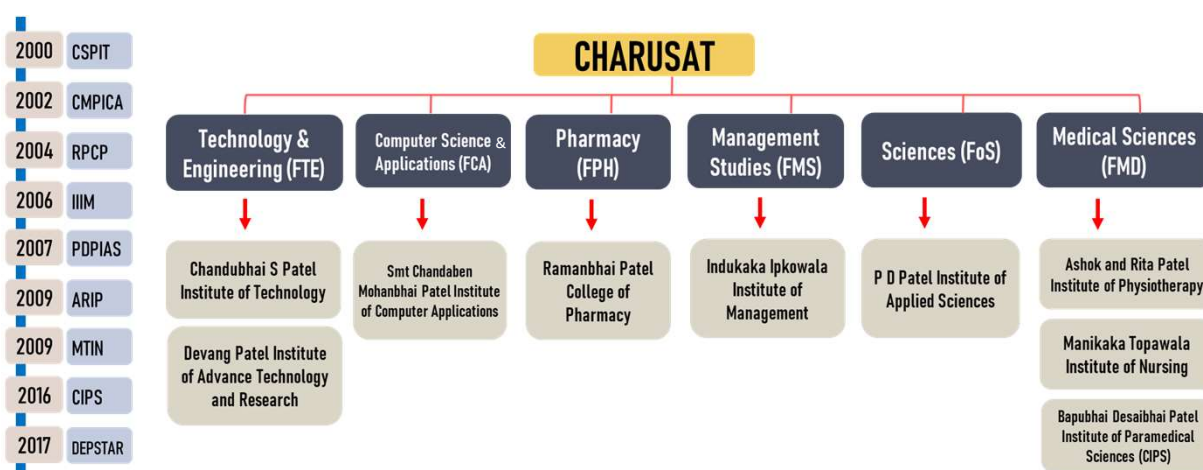 2000 CSPIT
2002 CMPICA
2004 RPCP
2006 IIIM
2007 PDPIAS
2009 ARIP
2009 MTIN
2016 CIPS
2017 DEPSTAR
CHARUSAT
Technology &
Engineering (FTE)
Computer Science &
Applications (FCA)
Pharmacy
(FPH)
Management
Studies (FMS)
Sciences (FoS)
Medical Sciences
(FMD)
Chandubhai S Patel
Institute of Technology
Devang Patel Institute
of Advance Technology
and Research
Smt Chandaben
Mohanbhai Patel Institute
of Computer Applications
Ramanbhai Patel
College of
Pharmacy
Indukaka Ipkowala
Institute of
Management
P D Patel Institute of
Applied Sciences
Ashok and Rita Patel
Institute of Physiotherapy
Manikaka Topawala
Institute of Nursing
Bapubhai Desaibhai Patel
Institute of Paramedical
Sciences (CIPS)